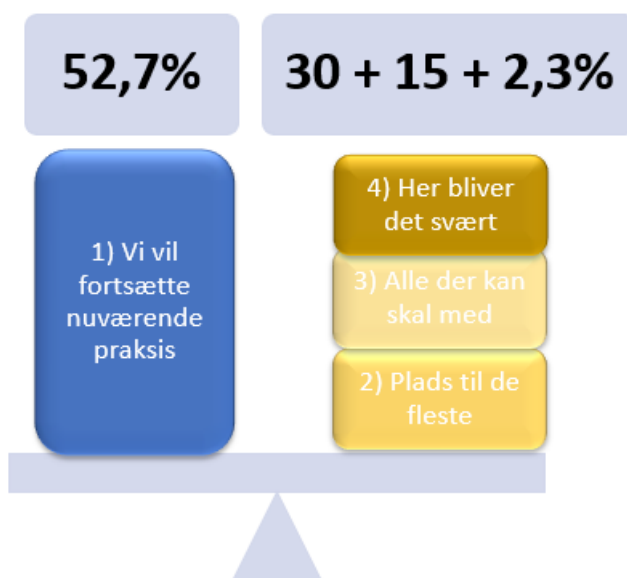 52,7%
30 + 15 + 2,3%
1) Vi vil
fortsætte
nuværende
praksis
4) Her bliver
det svært
3) Alle der kan
skal med
2) Plads til de
fleste